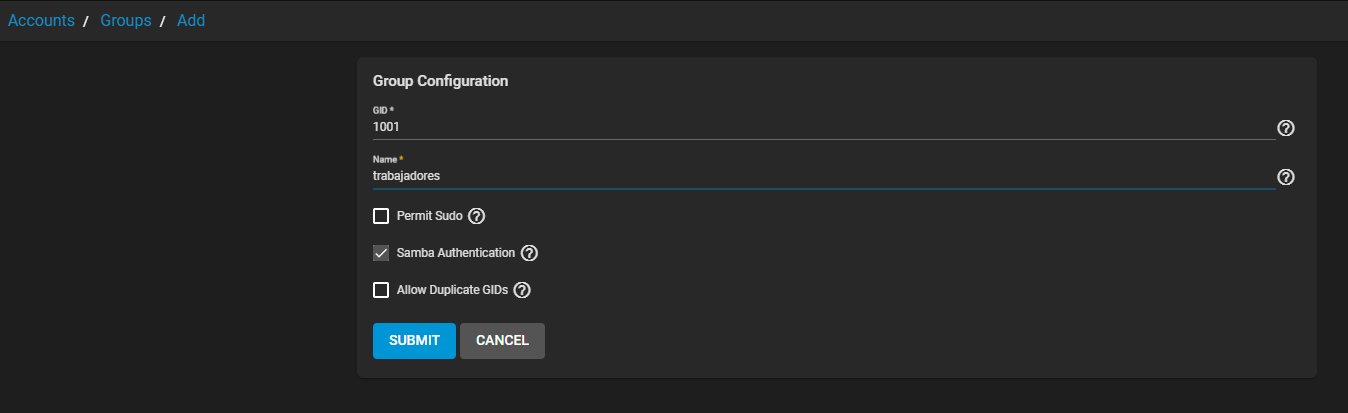 Accounts / Groups / Add
Group Configuration
GID *
1001
Name *
trabajadores
Permit Sudo
Samba Authentication
Allow Duplicate GIDs
SUBMIT CANCEL